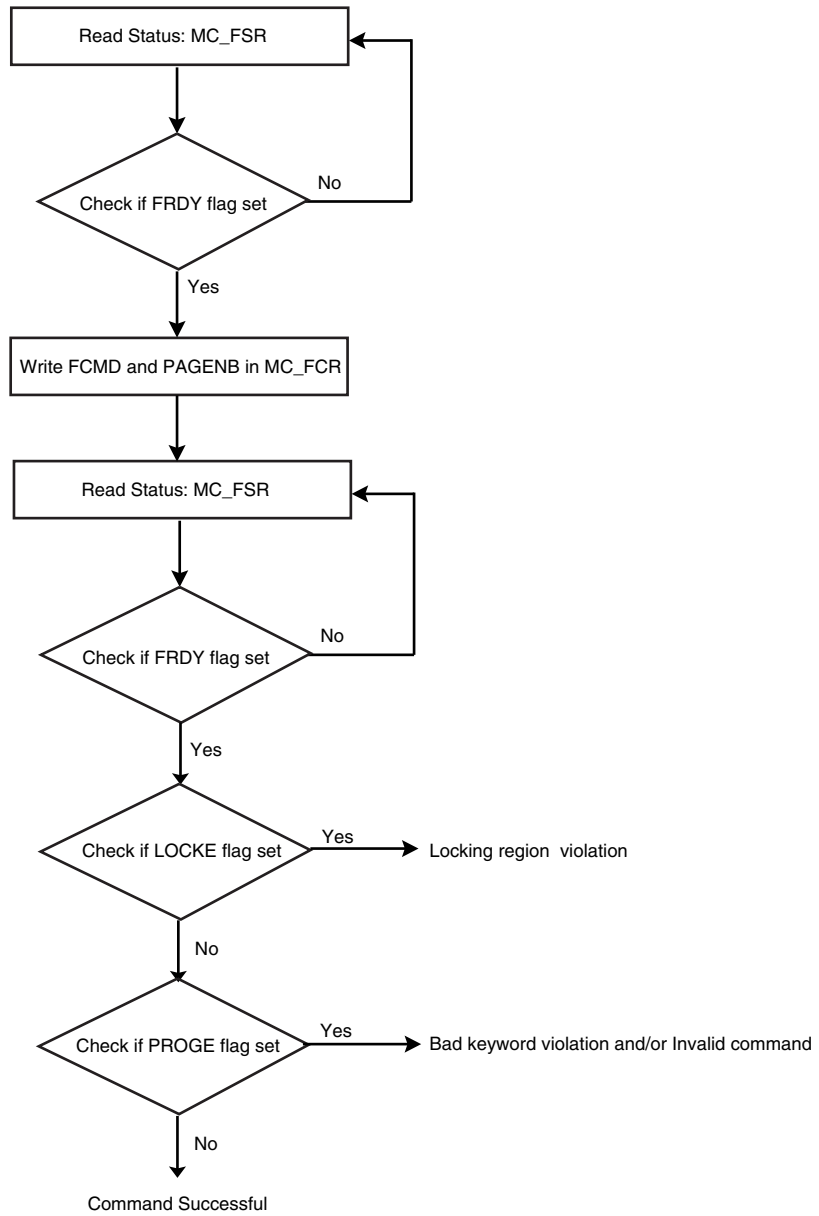 Read Status: MC_FSR
No
Check if FRDY flag set
Yes
Write FCMD and PAGENB in MC_FCR
Read Status: MC_FSR
No
Check if FRDY flag set
Yes
Yes
Check if LOCKE flag set
Locking region violation
No
Yes
Check if PROGE flag set
Bad keyword violation and/or Invalid command
No
Command Successful